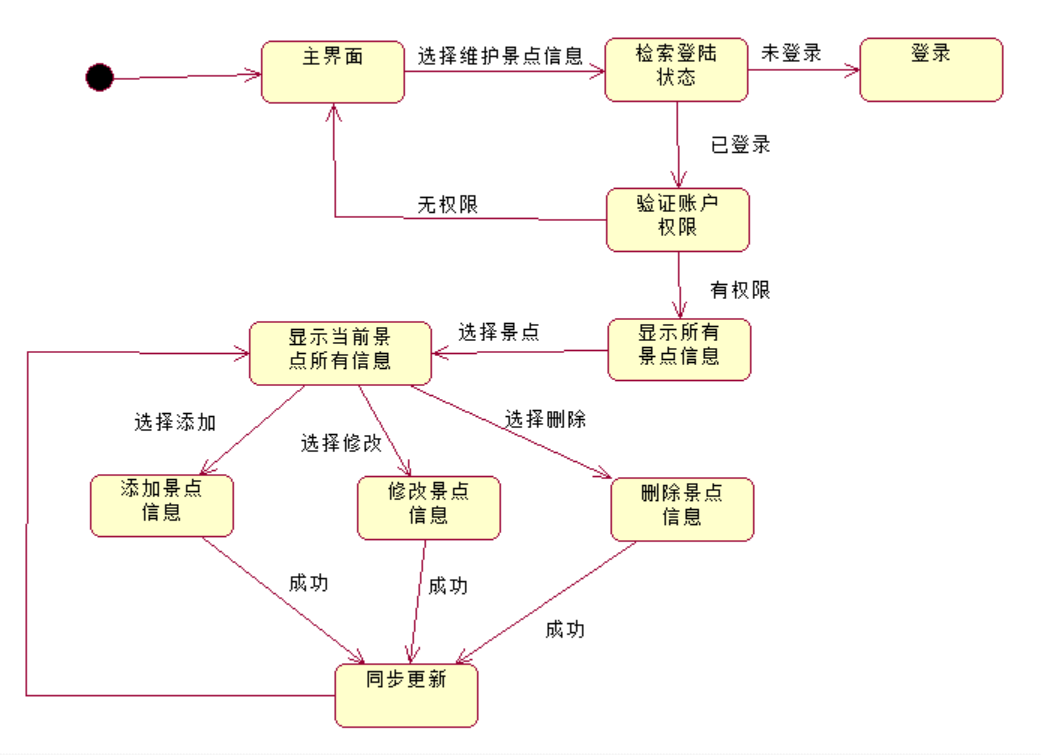 主界面
选择维护景点信息
检索登陆
状态
未登录
登录
已登录
无权限
验证账户
权限
有权限
显示当前景
点所有信息
选择景点
显示所有
景点信息
选择添加
选择修改
选择删除
添加景点
信息
修改景点
信息
删除景点
信息
成功
成功
成功
同步更新